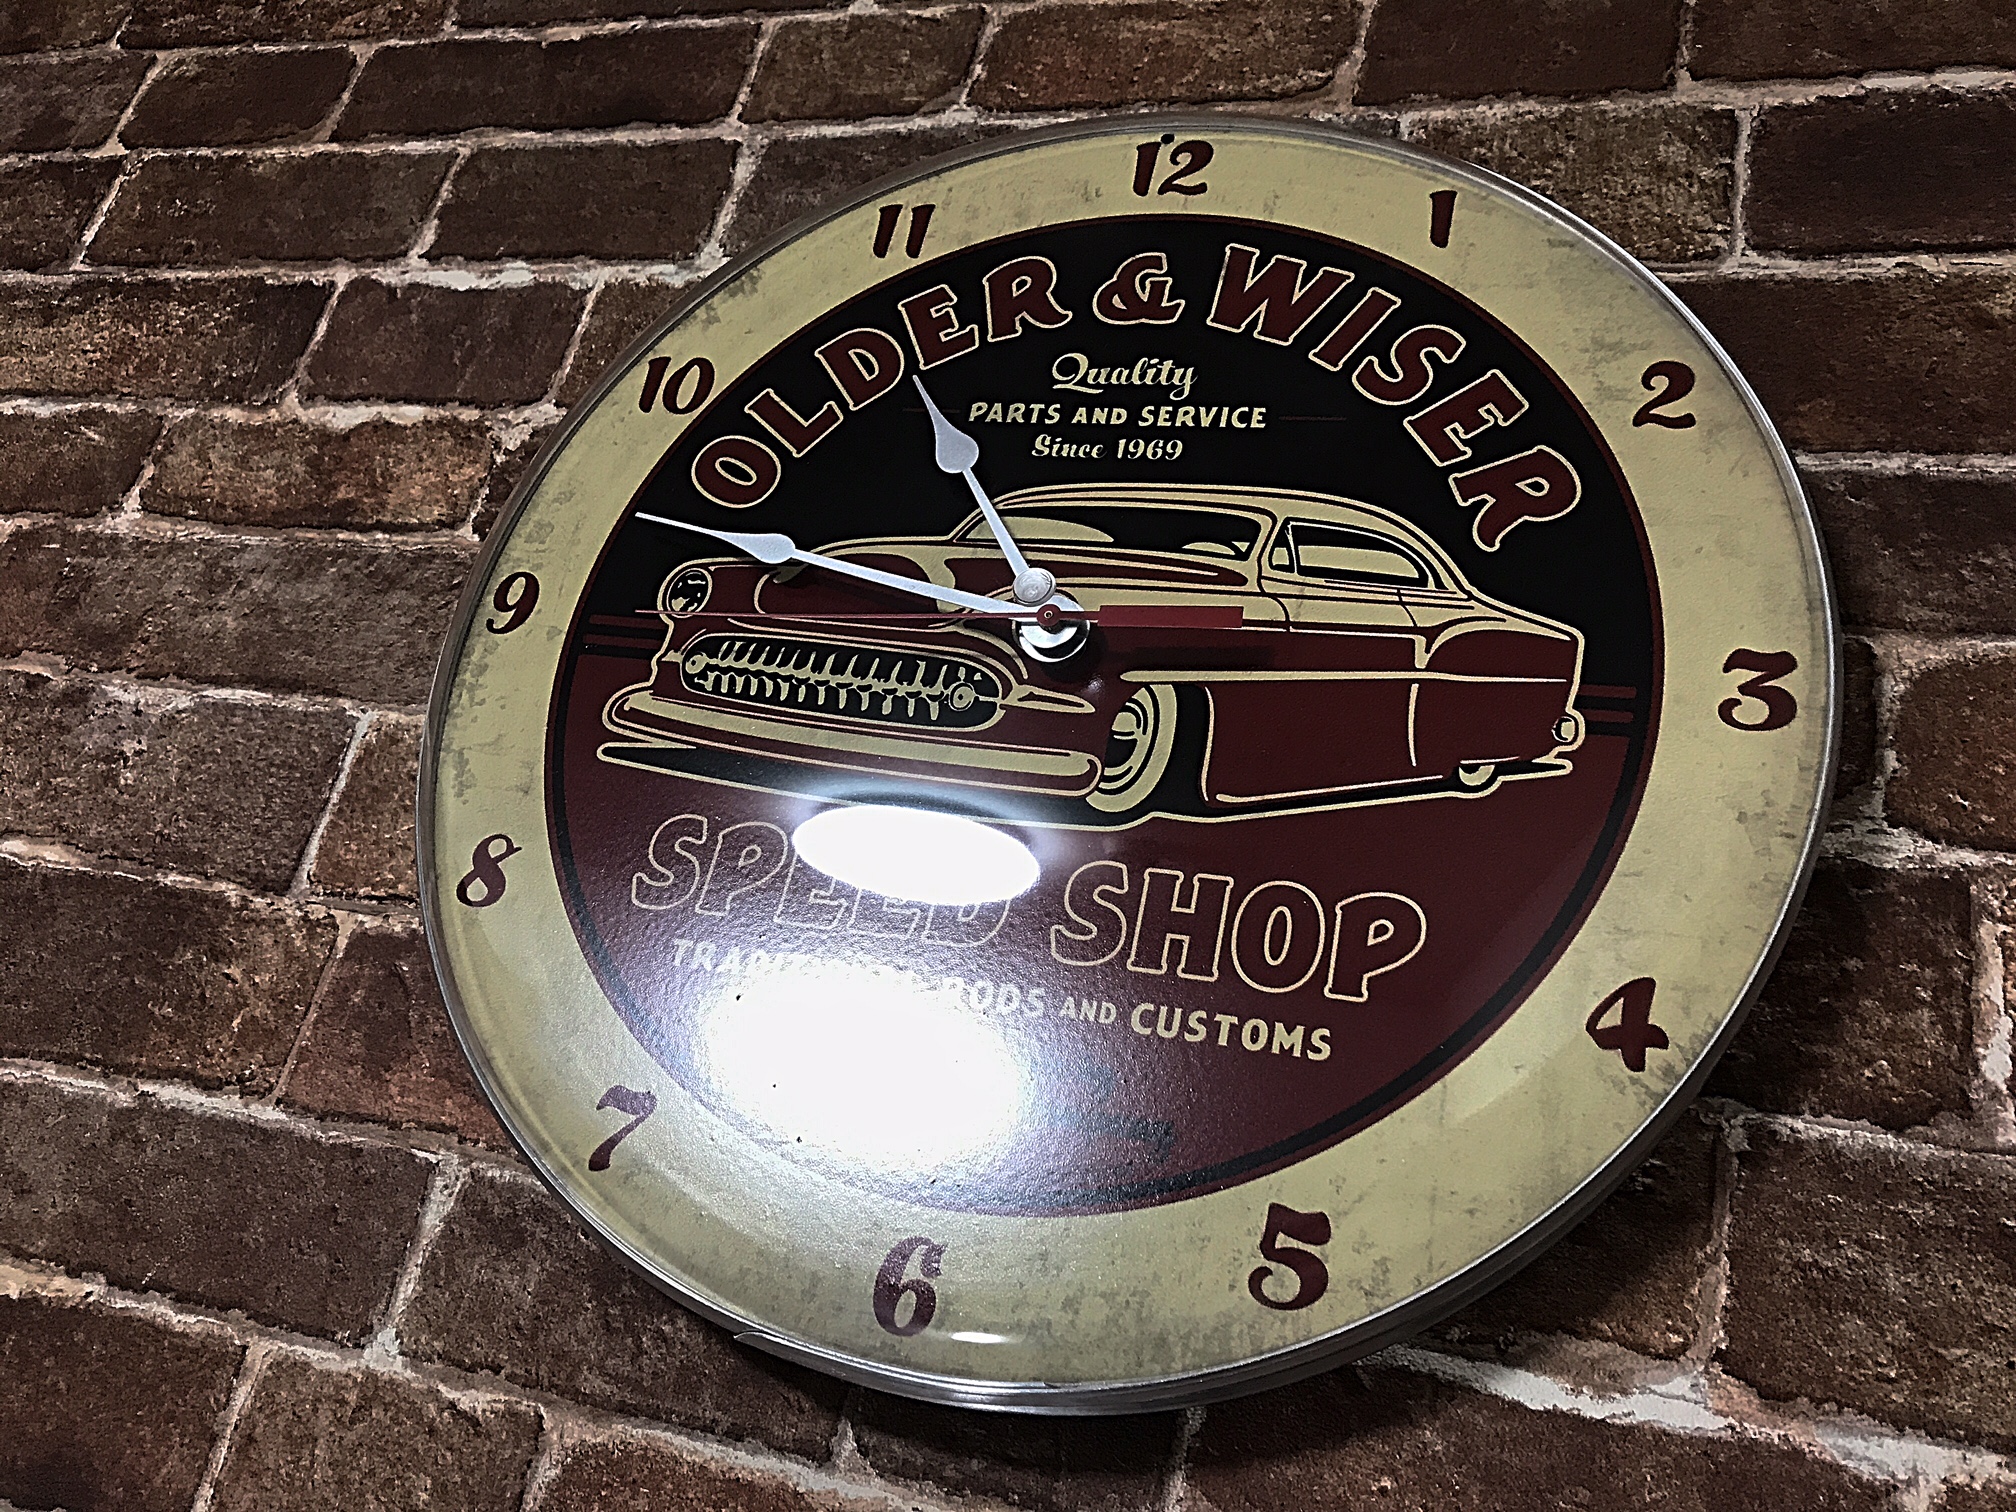 12
11
1
OLDER & WISER
10
2
Quality
PARTS AND SERVICE
Since 1969
9
3
8
SPEED SHOP
RODS AND CUSTOMS
4
7
6
5